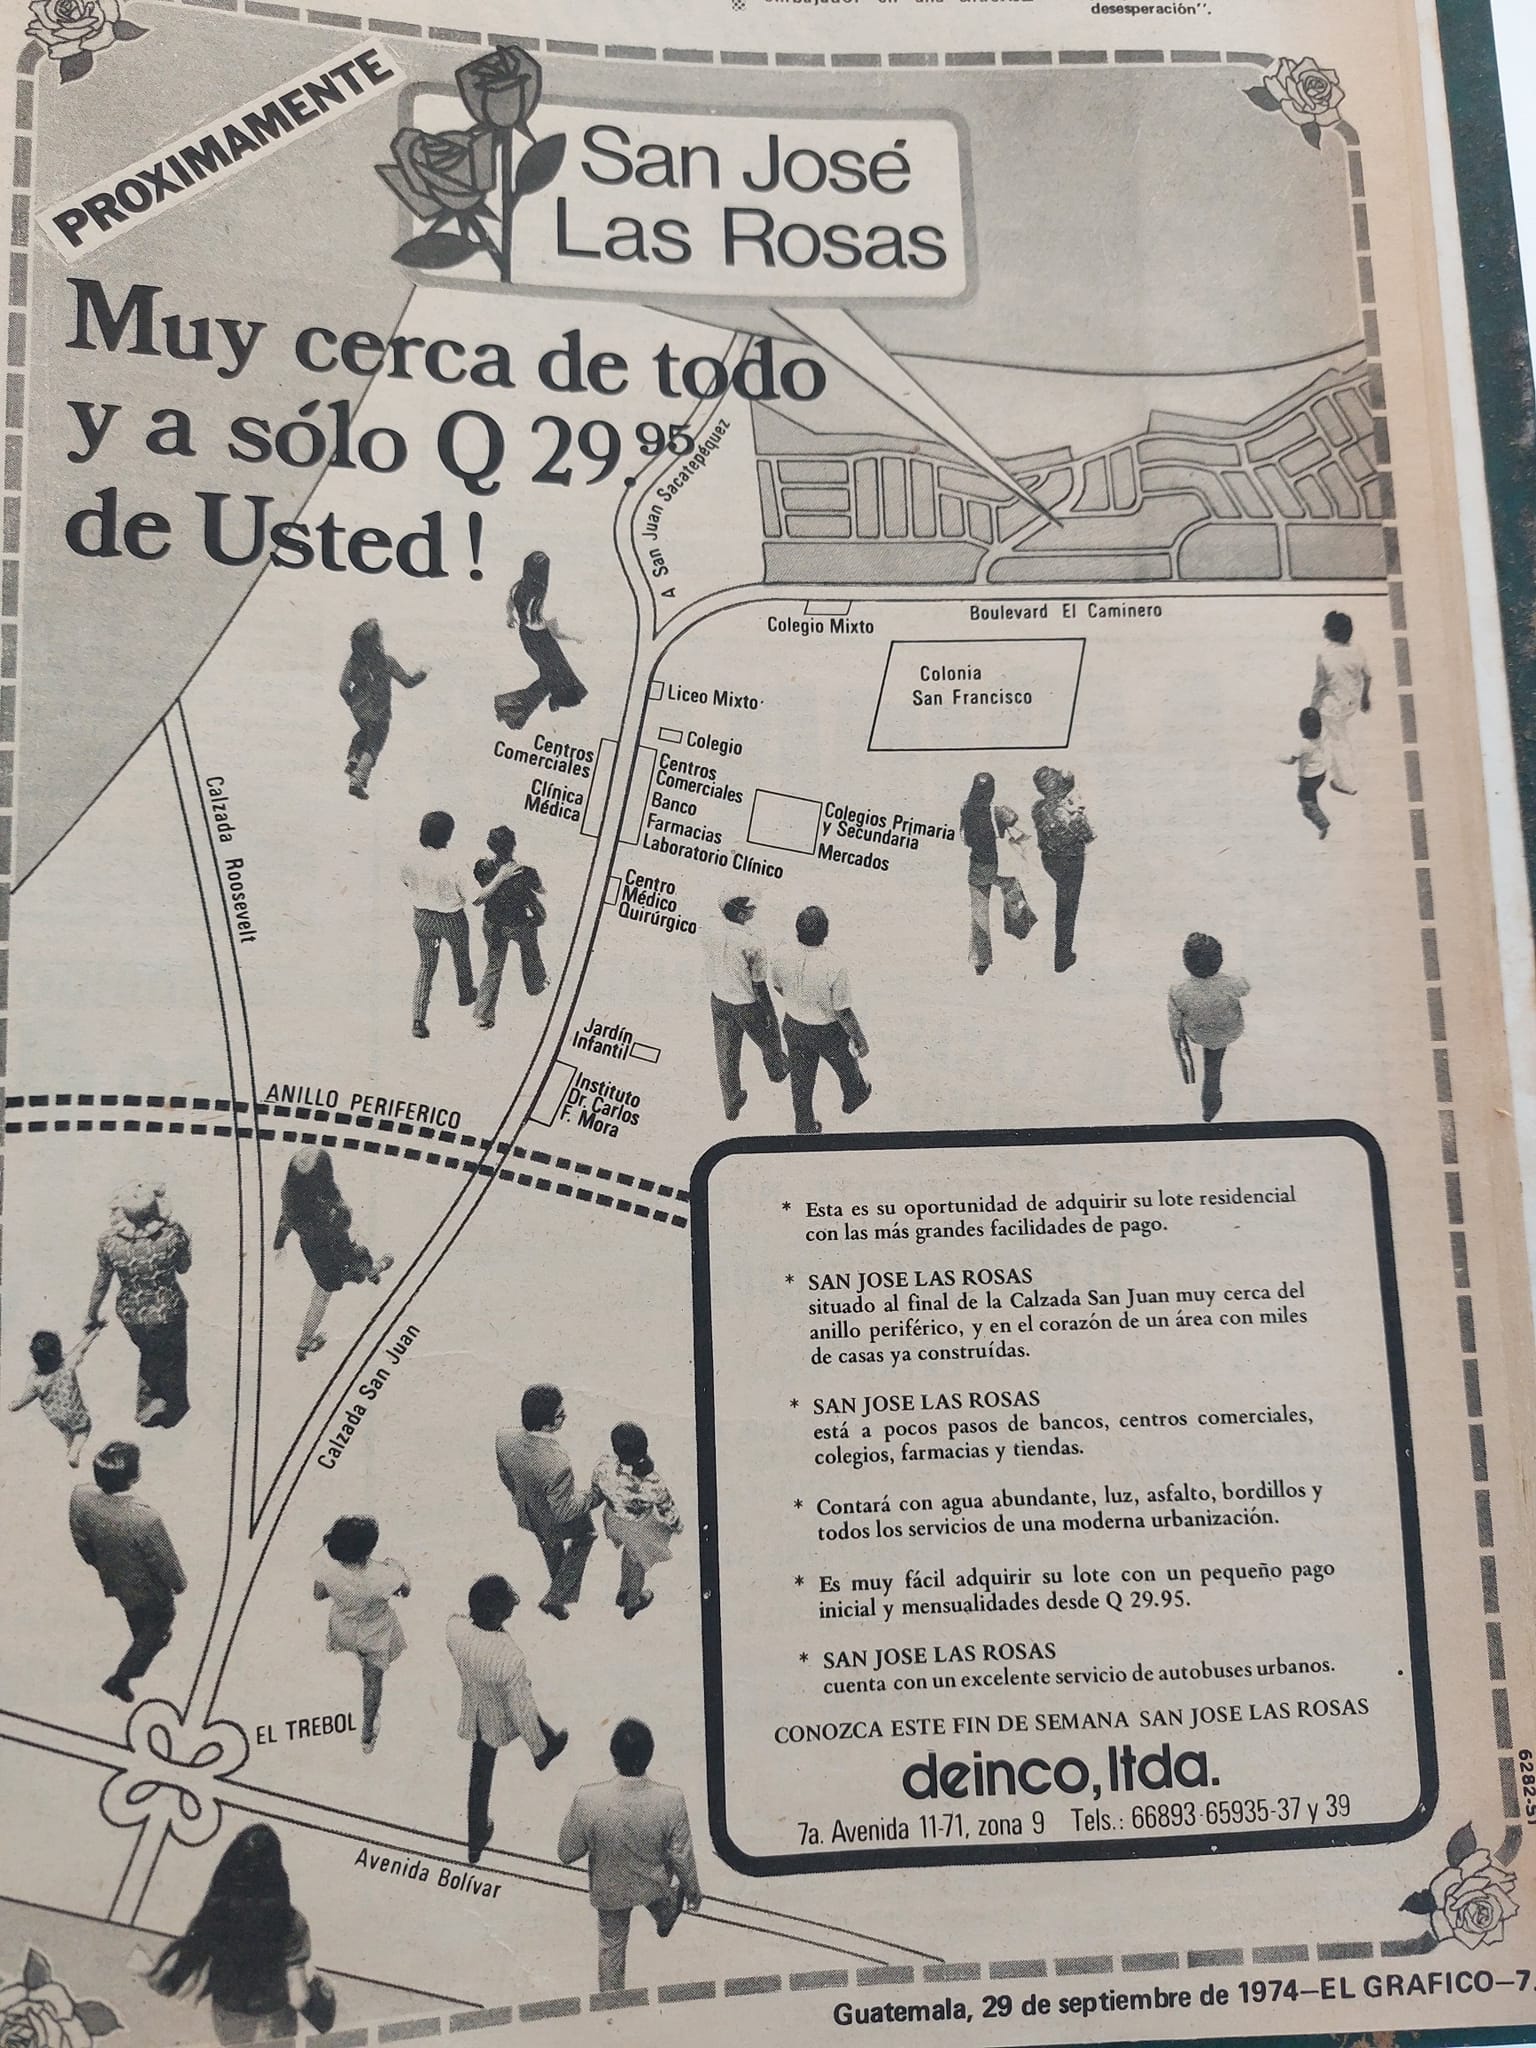 desesperación".
PROXIMAMENTE
San José
Las Rosas
Muy cerca de todo
y a sólo Q 29.95
de Usted!
A San Juan Sacatepéquez
Colegio Mixto
Boulevard El Caminero
Colonia
San Francisco
Liceo Mixto
Colegio
Centros
Comerciales
Clínica
Médica
Centros
Comerciales
Banco
Farmacias
Laboratorio Clínico
Colegios Primaria
y Secundaria
Mercados
Centro
Médico
Quirúrgico
Calzada Roosevelt
Jardín
Infantil
Instituto
Dr. Carlos
F. Mora
ANILLO PERIFERICO
Calzada San Juan
EL TREBOL
Avenida Bolívar
* Esta es su oportunidad de adquirir su lote residencial
con las más grandes facilidades de pago.
* SAN JOSE LAS ROSAS
situado al final de la Calzada San Juan muy cerca del
anillo periférico, y en el corazón de un área con miles
de casas ya construídas.
* SAN JOSE LAS ROSAS
está a pocos pasos de bancos, centros comerciales,
colegios, farmacias y tiendas.
* Contará con agua abundante, luz, asfalto, bordillos y
todos los servicios de una moderna urbanización.
* Es muy fácil adquirir su lote con un pequeño pago
inicial y mensualidades desde Q 29.95.
* SAN JOSE LAS ROSAS
cuenta con un excelente servicio de autobuses urbanos.
CONOZCA ESTE FIN DE SEMANA SAN JOSE LAS ROSAS
deinco, ltda.
7a. Avenida 11-71, zona 9 Tels.: 66893-65935-37 y 39
6282-51
Guatemala, 29 de septiembre de 1974—EL GRAFICO—7.